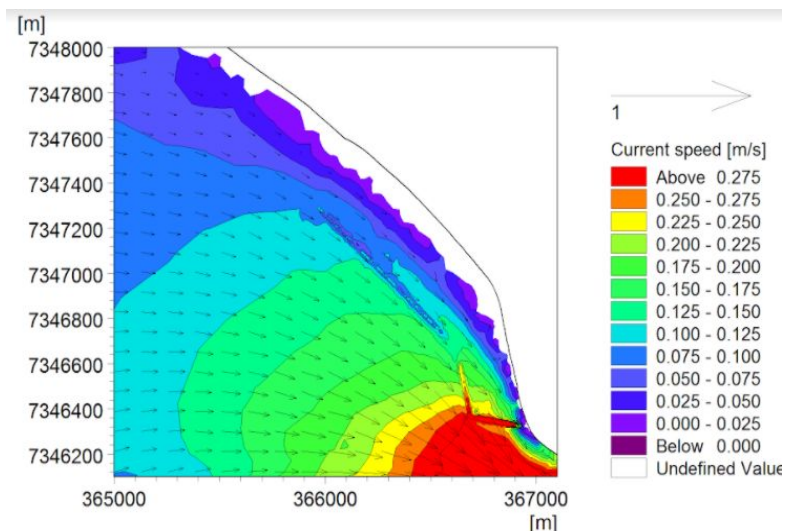 [m]
7348000
7347800
7347600
7347400
7347200
7347000
7346800
7346600
7346400
7346200
365000 366000 367000
[m]
1
Current speed [m/s]
Above 0.275
0.250 - 0.275
0.225 - 0.250
0.200 - 0.225
0.175 - 0.200
0.150 - 0.175
0.125 - 0.150
0.100 - 0.125
0.075 - 0.100
0.050 - 0.075
0.025 - 0.050
0.000 - 0.025
Below 0.000
Undefined Value